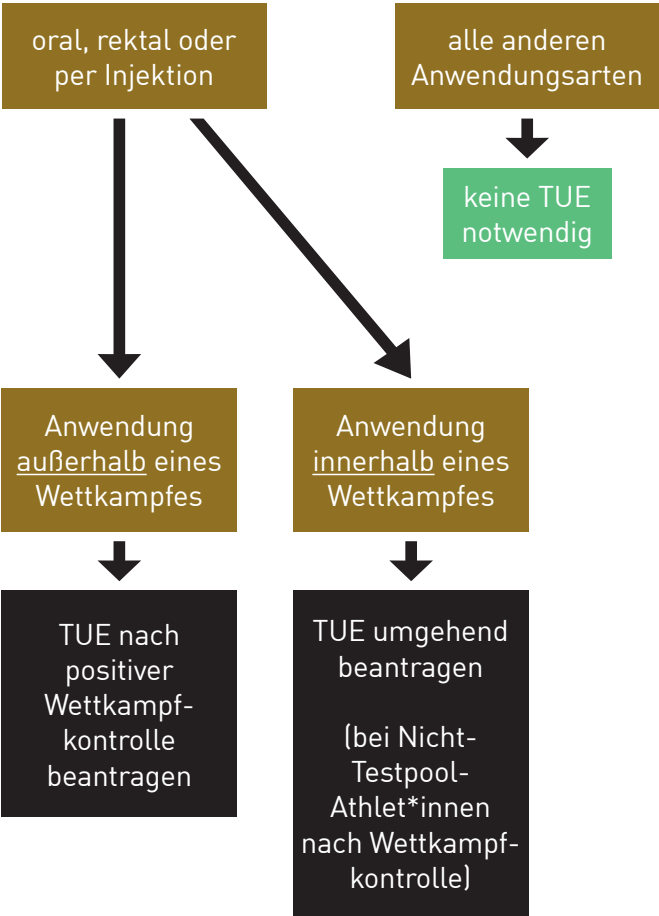 oral, rektal oder
per Injektion
alle anderen
Anwendungsarten
keine TUE
notwendig
Anwendung
außerhalb eines
Wettkampfes
Anwendung
innerhalb eines
Wettkampfes
TUE nach
positiver
Wettkampf-
kontrolle
beantragen
TUE umgehend
beantragen
(bei Nicht-
Testpool-
Athlet*innen
nach Wettkampf-
kontrolle)